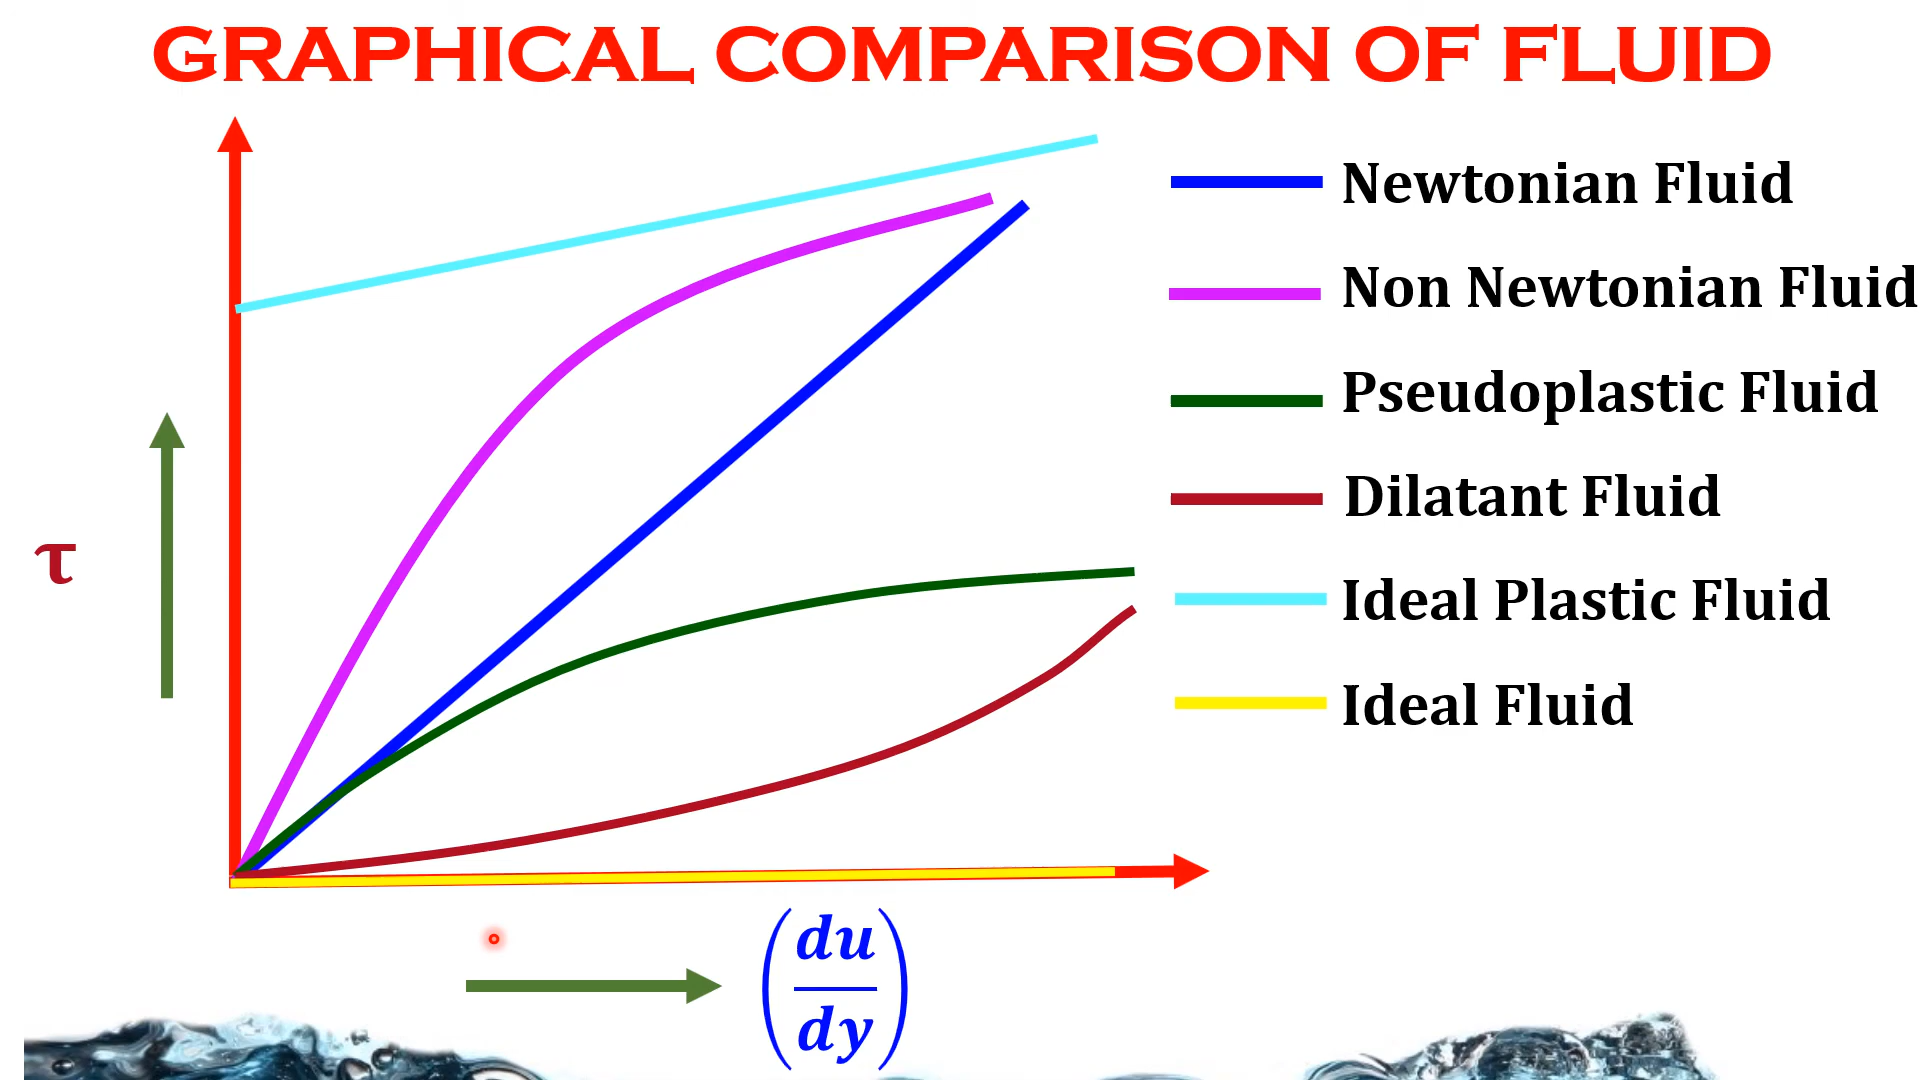 GRAPHICAL COMPARISON OF FLUID
Newtonian Fluid
Non Newtonian Fluid
Pseudoplastic Fluid
Dilatant Fluid
Ideal Plastic Fluid
Ideal Fluid
τ
(du/dy)